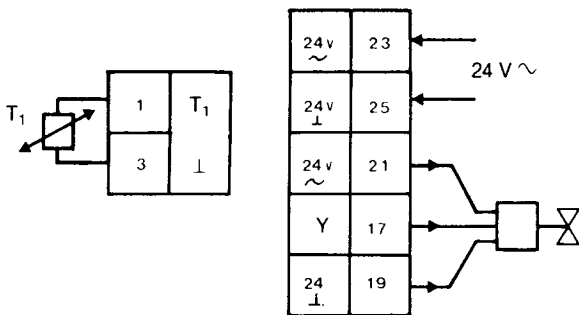 T₁
1 T₁
3 ⊥
24 V ∼ 23
24 V ⊥ 25
24 V ∼ 21
Y 17
24 ⊥ 19
24 V ∼